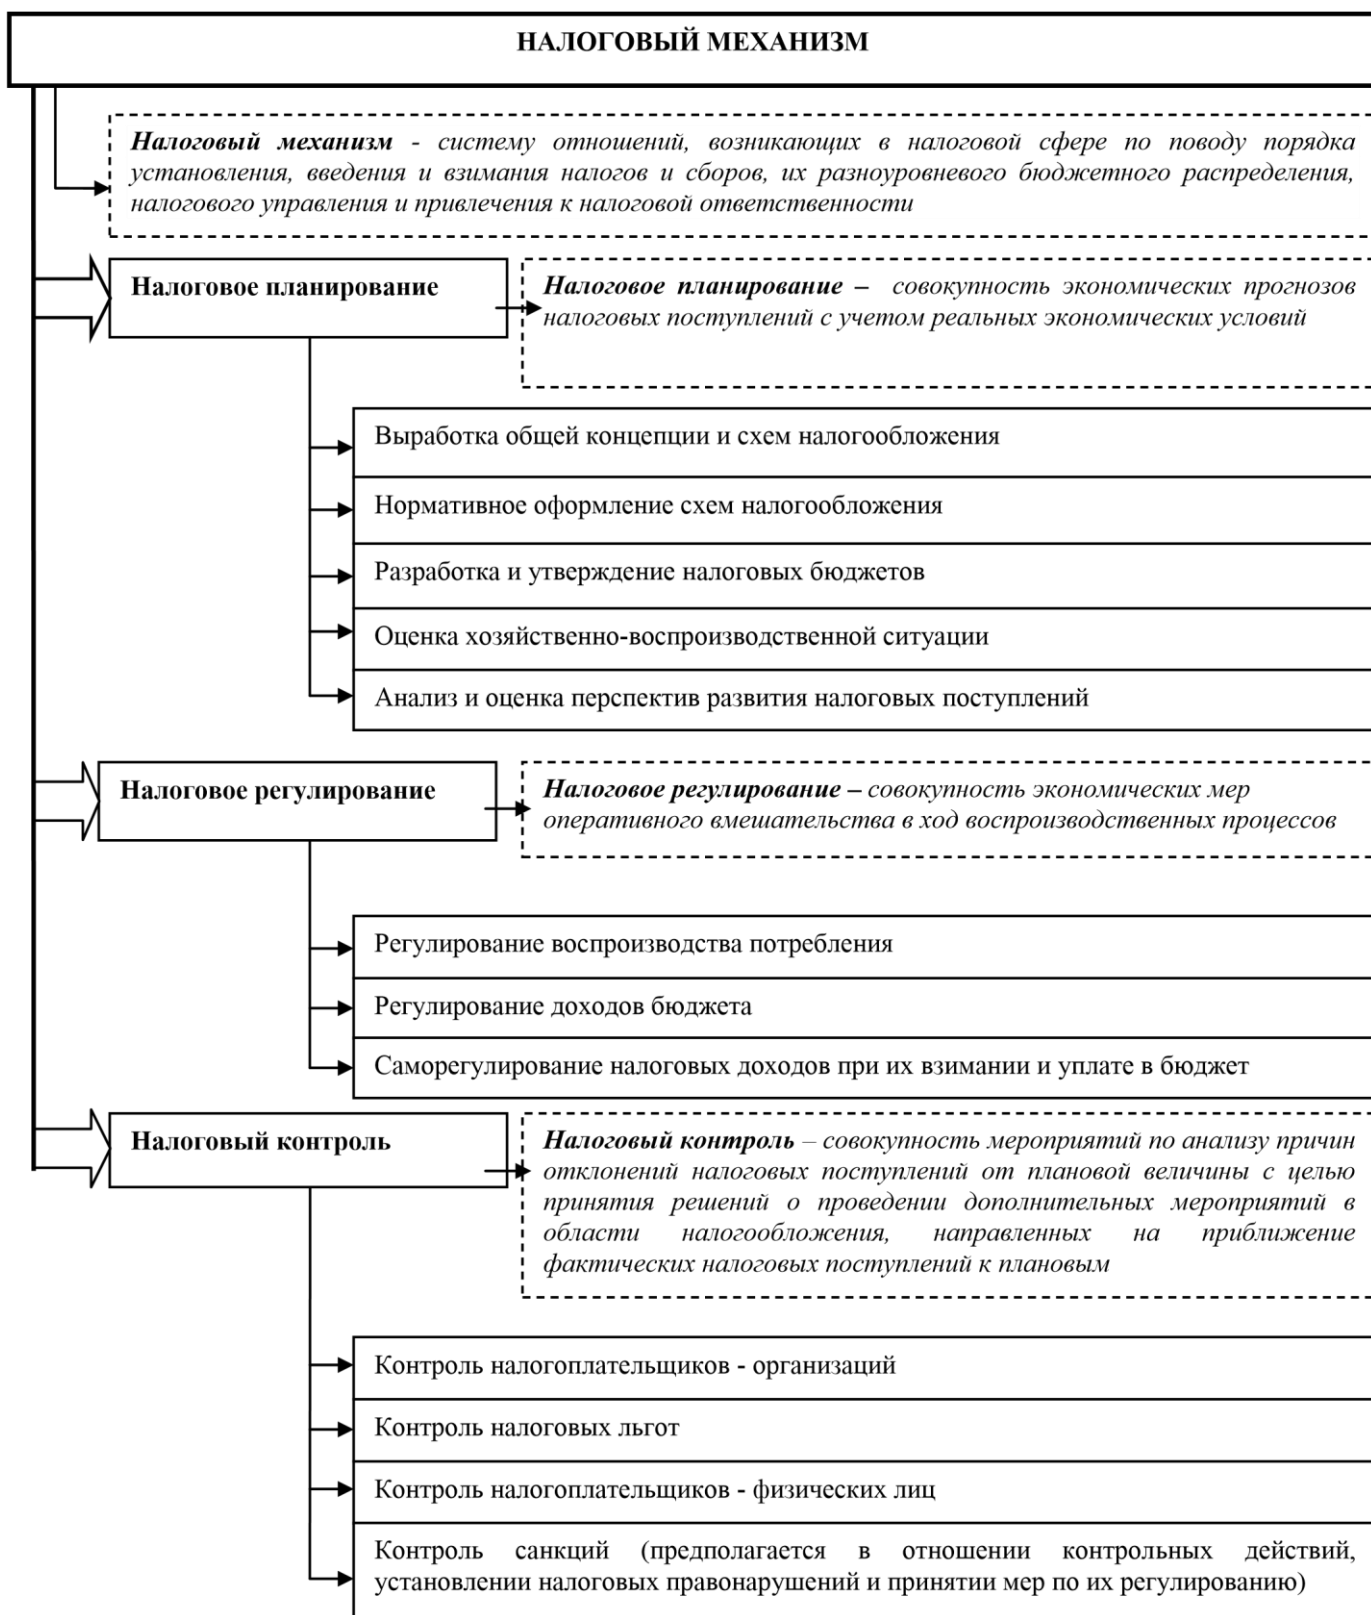 НАЛОГОВЫЙ МЕХАНИЗМ
Налоговый механизм - систему отношений, возникающих в налоговой сфере по поводу порядка
установления, введения и взимания налогов и сборов, их разноуровневого бюджетного распределения,
налогового управления и привлечения к налоговой ответственности
Налоговое планирование
Налоговое планирование – совокупность экономических прогнозов
налоговых поступлений с учетом реальных экономических условий
Выработка общей концепции и схем налогообложения
Нормативное оформление схем налогообложения
Разработка и утверждение налоговых бюджетов
Оценка хозяйственно-воспроизводственной ситуации
Анализ и оценка перспектив развития налоговых поступлений
Налоговое регулирование
Налоговое регулирование – совокупность экономических мер
оперативного вмешательства в ход воспроизводственных процессов
Регулирование воспроизводства потребления
Регулирование доходов бюджета
Саморегулирование налоговых доходов при их взимании и уплате в бюджет
Налоговый контроль
Налоговый контроль – совокупность мероприятий по анализу причин
отклонений налоговых поступлений от плановой величины с целью
принятия решений о проведении дополнительных мероприятий в
области налогообложения, направленных на приближение
фактических налоговых поступлений к плановым
Контроль налогоплательщиков - организаций
Контроль налоговых льгот
Контроль налогоплательщиков - физических лиц
Контроль санкций (предполагается в отношении контрольных действий,
установлении налоговых правонарушений и принятии мер по их регулированию)